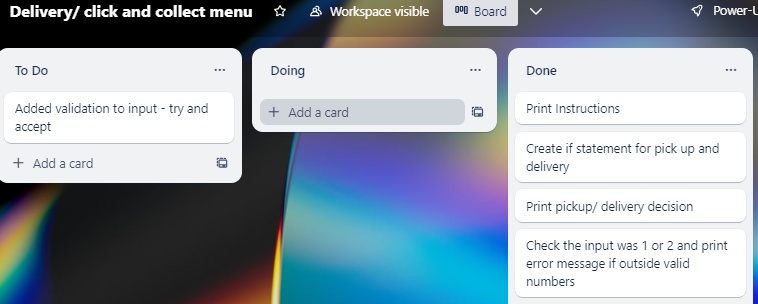 Delivery/ click and collect menu
Workspace visible
Board
To Do
Added validation to input - try and
accept
Add a card
Doing
Add a card
Done
Print Instructions
Create if statement for pick up and
delivery
Print pickup/ delivery decision
Check the input was 1 or 2 and print
error message if outside valid
numbers